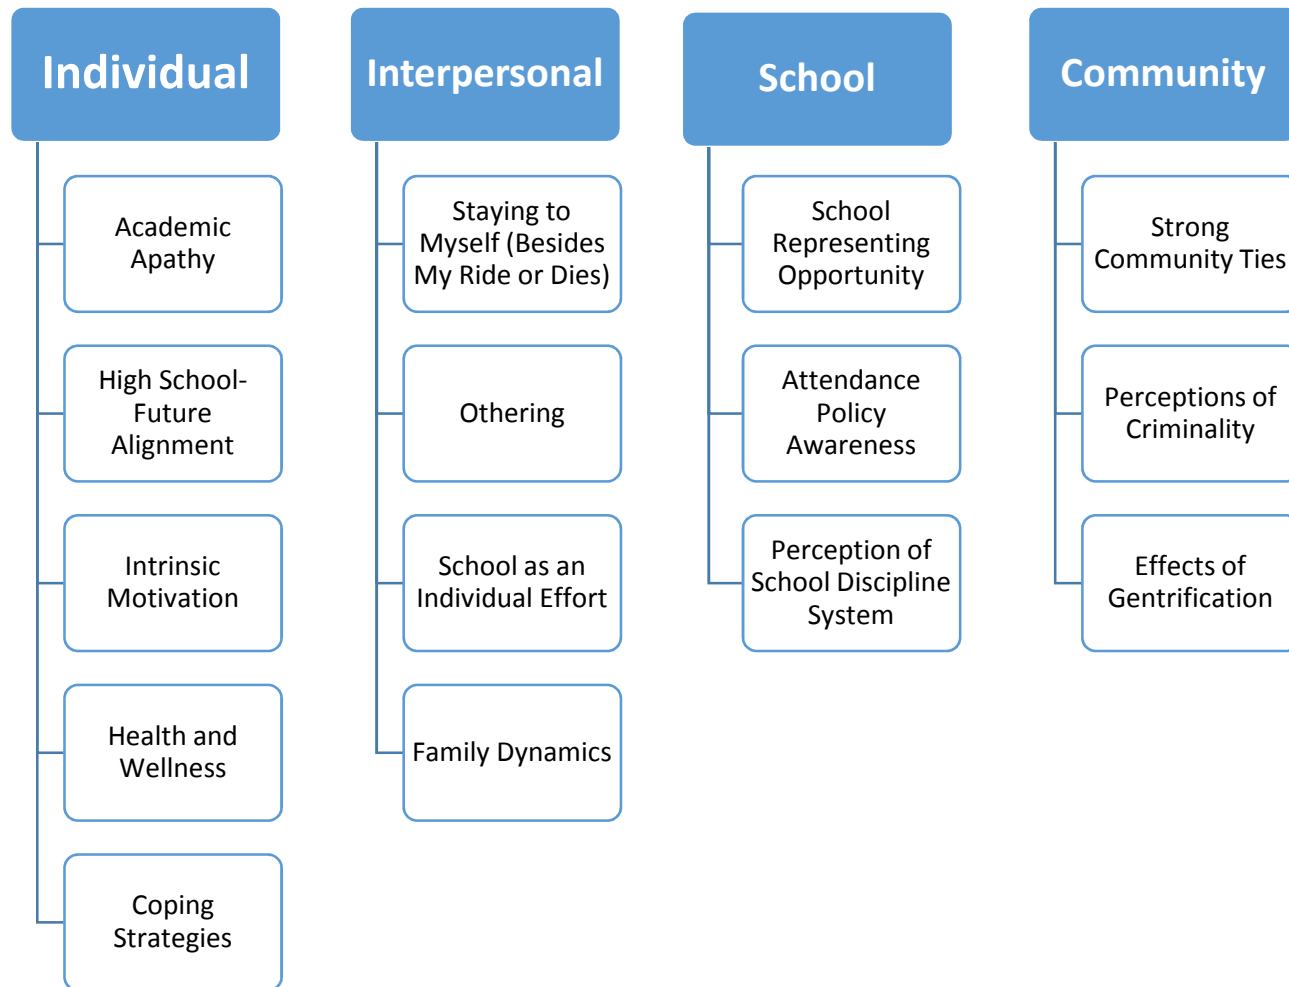 Individual
Academic
Apathy
High School-
Future
Alignment
Intrinsic
Motivation
Health and
Wellness
Coping
Strategies
Interpersonal
Staying to
Myself (Besides
My Ride or Dies)
Othering
School as an
Individual Effort
Family Dynamics
School
School
Representing
Opportunity
Attendance
Policy
Awareness
Perception of
School Discipline
System
Community
Strong
Community Ties
Perceptions of
Criminality
Effects of
Gentrification